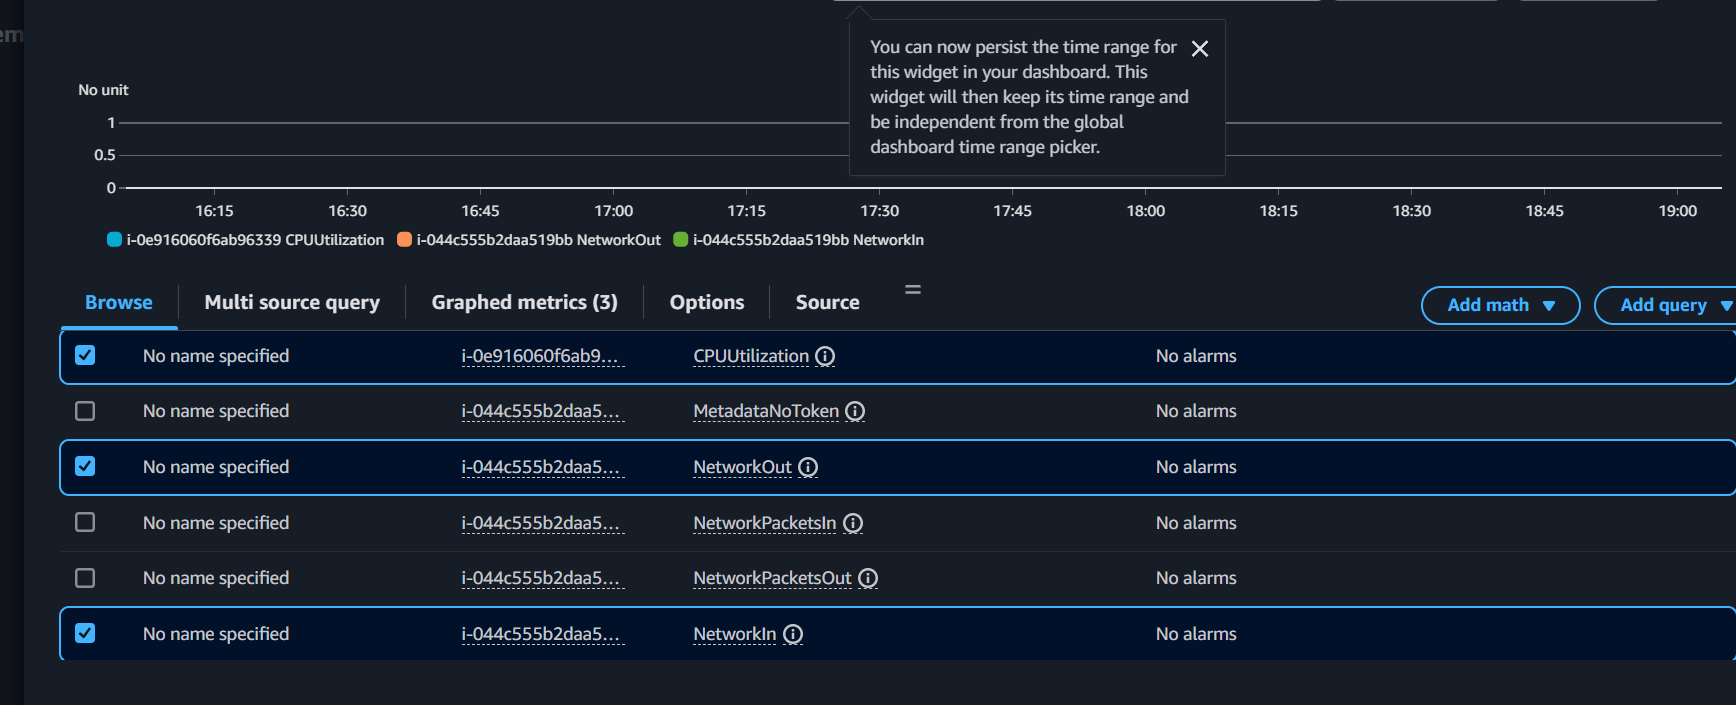 em
You can now persist the time range for
this widget in your dashboard. This
widget will then keep its time range and
be independent from the global
dashboard time range picker.
No unit
1
0.5
0
16:15 16:30 16:45 17:00 17:15 17:30 17:45 18:00 18:15 18:30 18:45 19:00
i-0e916060f6ab96339 CPUUtilization i-044c555b2daa519bb NetworkOut i-044c555b2daa519bb NetworkIn
Browse Multi source query Graphed metrics (3) Options Source = Add math Add query
No name specified i-0e916060f6ab9... CPUUtilization No alarms
No name specified i-044c555b2daa5... MetadataNoToken No alarms
No name specified i-044c555b2daa5... NetworkOut No alarms
No name specified i-044c555b2daa5... NetworkPacketsIn No alarms
No name specified i-044c555b2daa5... NetworkPacketsOut No alarms
No name specified i-044c555b2daa5... NetworkIn No alarms